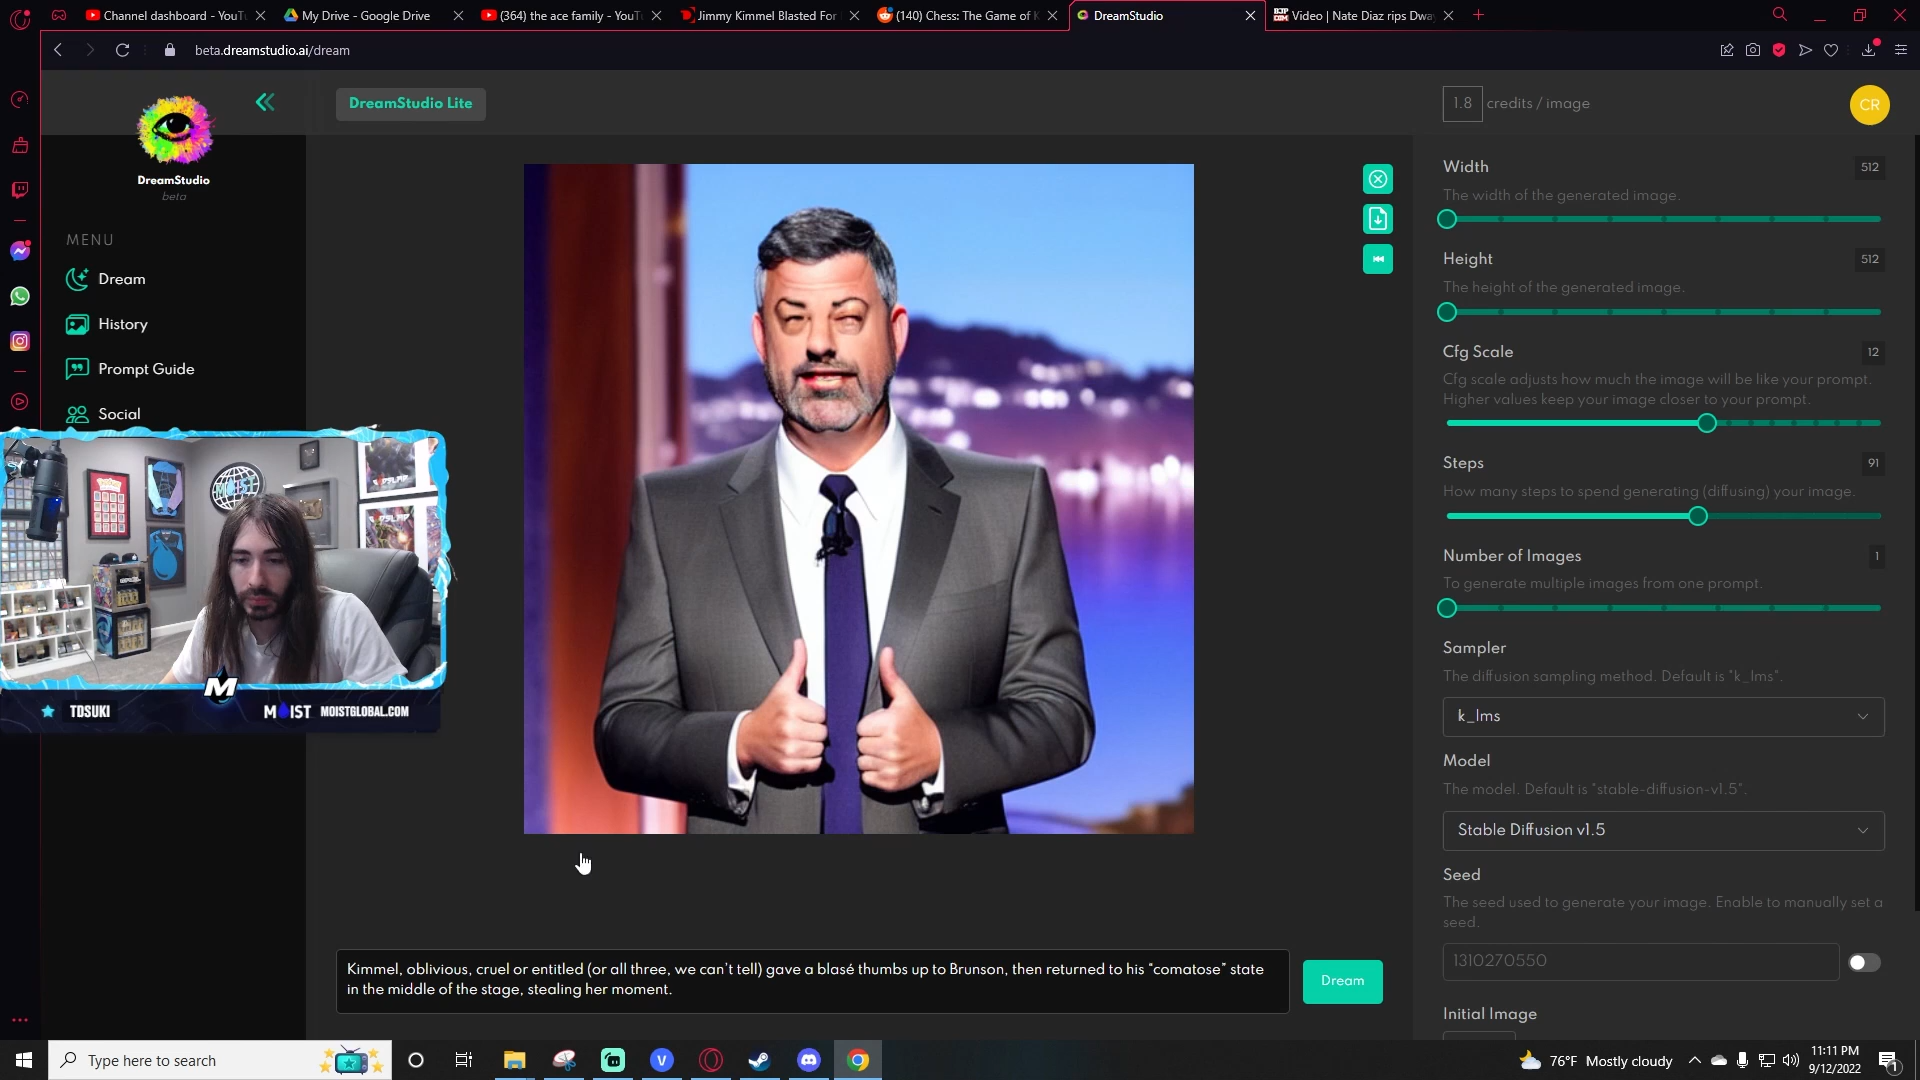 Channel dashboard - YouTu
My Drive - Google Drive
(364) the ace family - YouTu
Jimmy Kimmel Blasted For
(140) Chess: The Game of K
DreamStudio
Video | Nate Diaz rips Dway
beta.dreamstudio.ai/dream
DreamStudio
beta
DreamStudio Lite
1.8 credits / image
CR
MENU
Dream
History
Prompt Guide
Social
MOIST
M
TDSUKI
MOIST MOISTGLOBAL.COM
Width
512
The width of the generated image.
Height
512
The height of the generated image.
Cfg Scale
12
Cfg scale adjusts how much the image will be like your prompt.
Higher values keep your image closer to your prompt.
Steps
91
How many steps to spend generating (diffusing) your image.
Number of Images
1
To generate multiple images from one prompt.
Sampler
The diffusion sampling method. Default is "k_lms".
k_lms
Model
The model. Default is "stable-diffusion-v1.5".
Stable Diffusion v1.5
Seed
The seed used to generate your image. Enable to manually set a
seed.
1310270550
Initial Image
Kimmel, oblivious, cruel or entitled (or all three, we can't tell) gave a blasé thumbs up to Brunson, then returned to his “comatose” state
in the middle of the stage, stealing her moment.
Dream
Type here to search
76°F Mostly cloudy
11:11 PM
9/12/2022
1